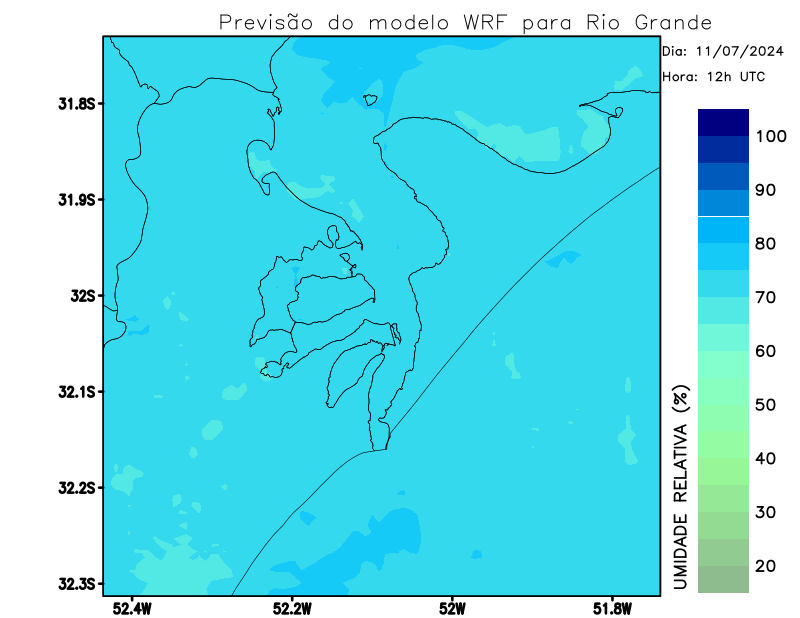 Previsão do modelo WRF para Rio Grande
Dia: 11/07/2024
Hora: 12h UTC
31.8S
31.9S
32S
32.1S
32.2S
32.3S
52.4W
52.2W
52W
51.8W
100
90
80
70
60
50
40
30
20
UMIDADE RELATIVA (%)